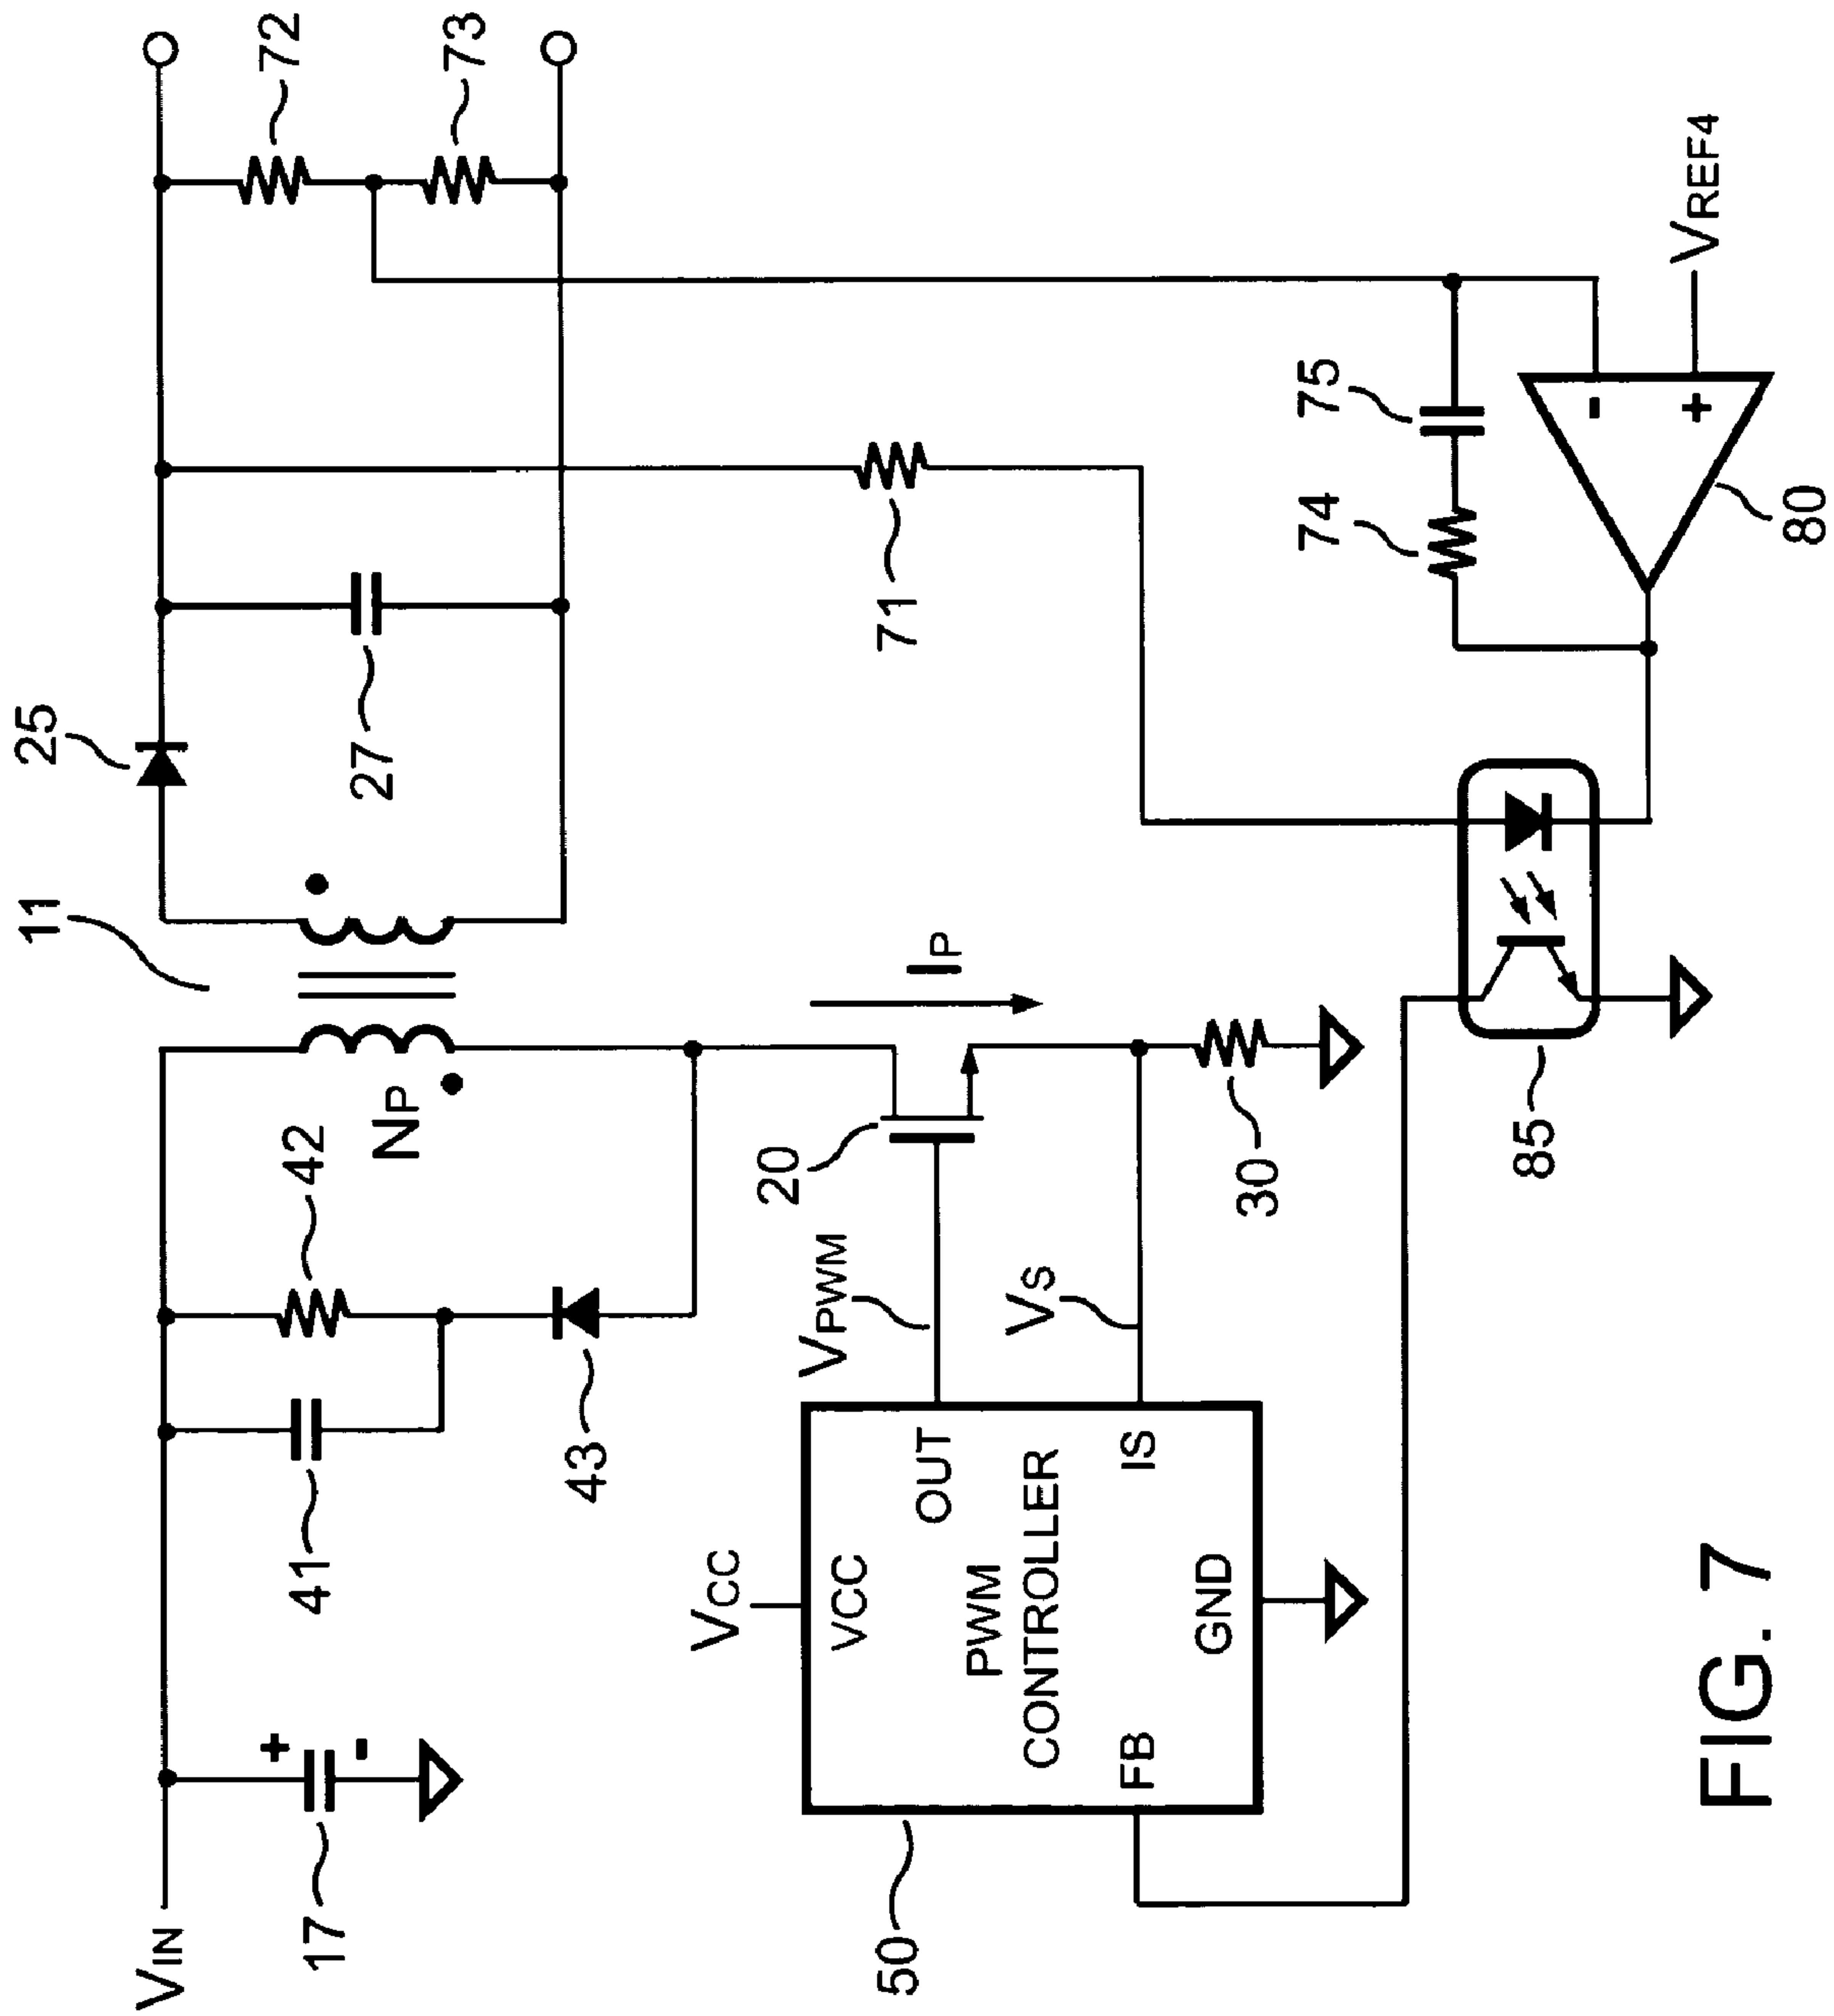 VIN
17
41
42
43
NP
11
25
27
72
73
71
20
IP
VPWM
VS
30
VCC
VCC
OUT
PWM
CONTROLLER
IS
FB
GND
50
85
74
75
-
+
80
VREF4
+
-
FIG. 7